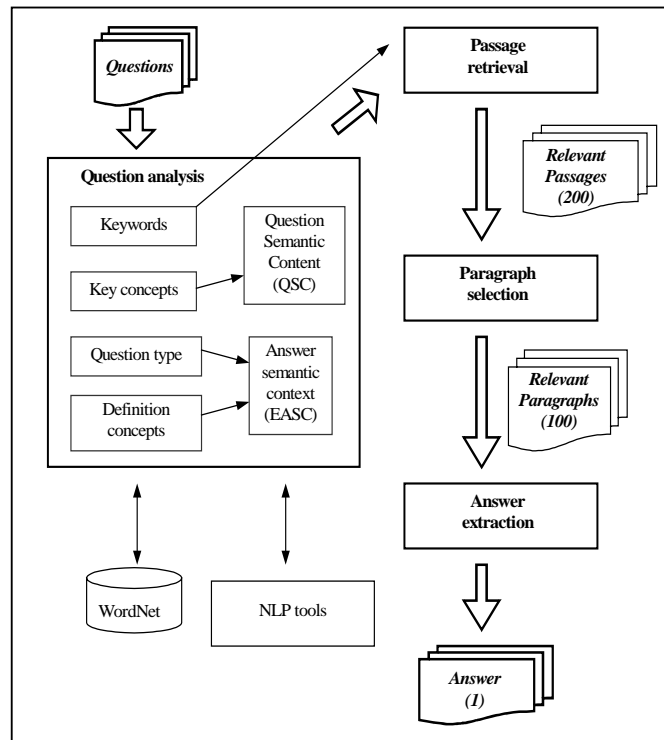 Questions
Question analysis
Keywords
Key concepts
Question type
Definition
concepts
Question
Semantic
Content
(QSC)
Answer
semantic
context
(EASC)
WordNet
NLP tools
Passage
retrieval
Relevant
Passages
(200)
Paragraph
selection
Relevant
Paragraphs
(100)
Answer
extraction
Answer
(1)